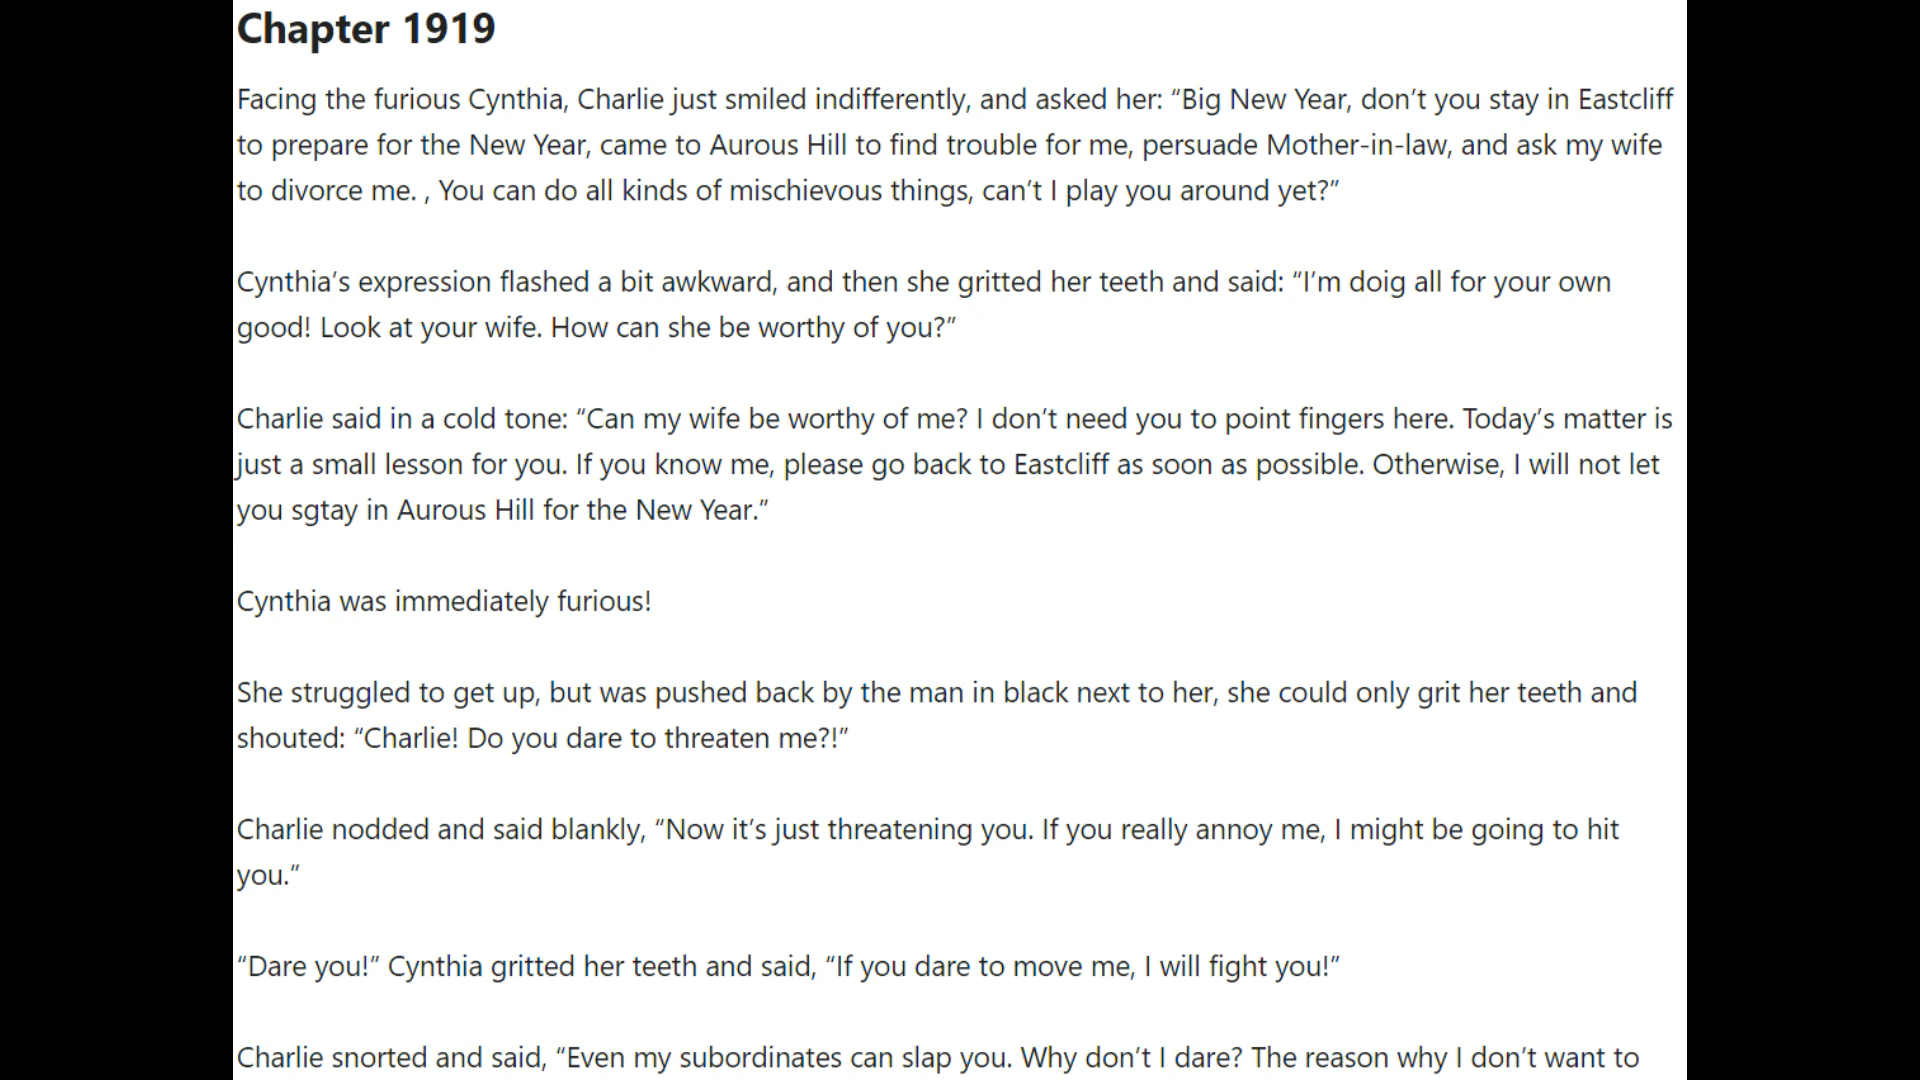 Chapter 1919
Facing the furious Cynthia, Charlie just smiled indifferently, and asked her: “Big New Year, don’t you stay in Eastcliff
to prepare for the New Year, came to Aurous Hill to find trouble for me, persuade Mother-in-law, and ask my wife
to divorce me. , You can do all kinds of mischievous things, can’t I play you around yet?”
Cynthia’s expression flashed a bit awkward, and then she gritted her teeth and said: “I’m doig all for your own
good! Look at your wife. How can she be worthy of you?”
Charlie said in a cold tone: “Can my wife be worthy of me? I don’t need you to point fingers here. Today’s matter is
just a small lesson for you. If you know me, please go back to Eastcliff as soon as possible. Otherwise, I will not let
you sgtay in Aurous Hill for the New Year.”
Cynthia was immediately furious!
She struggled to get up, but was pushed back by the man in black next to her, she could only grit her teeth and
shouted: “Charlie! Do you dare to threaten me?!”
Charlie nodded and said blankly, “Now it’s just threatening you. If you really annoy me, I might be going to hit
you.”
“Dare you!” Cynthia gritted her teeth and said, “If you dare to move me, I will fight you!”
Charlie snorted and said, “Even my subordinates can slap you. Why don’t I dare? The reason why I don’t want to